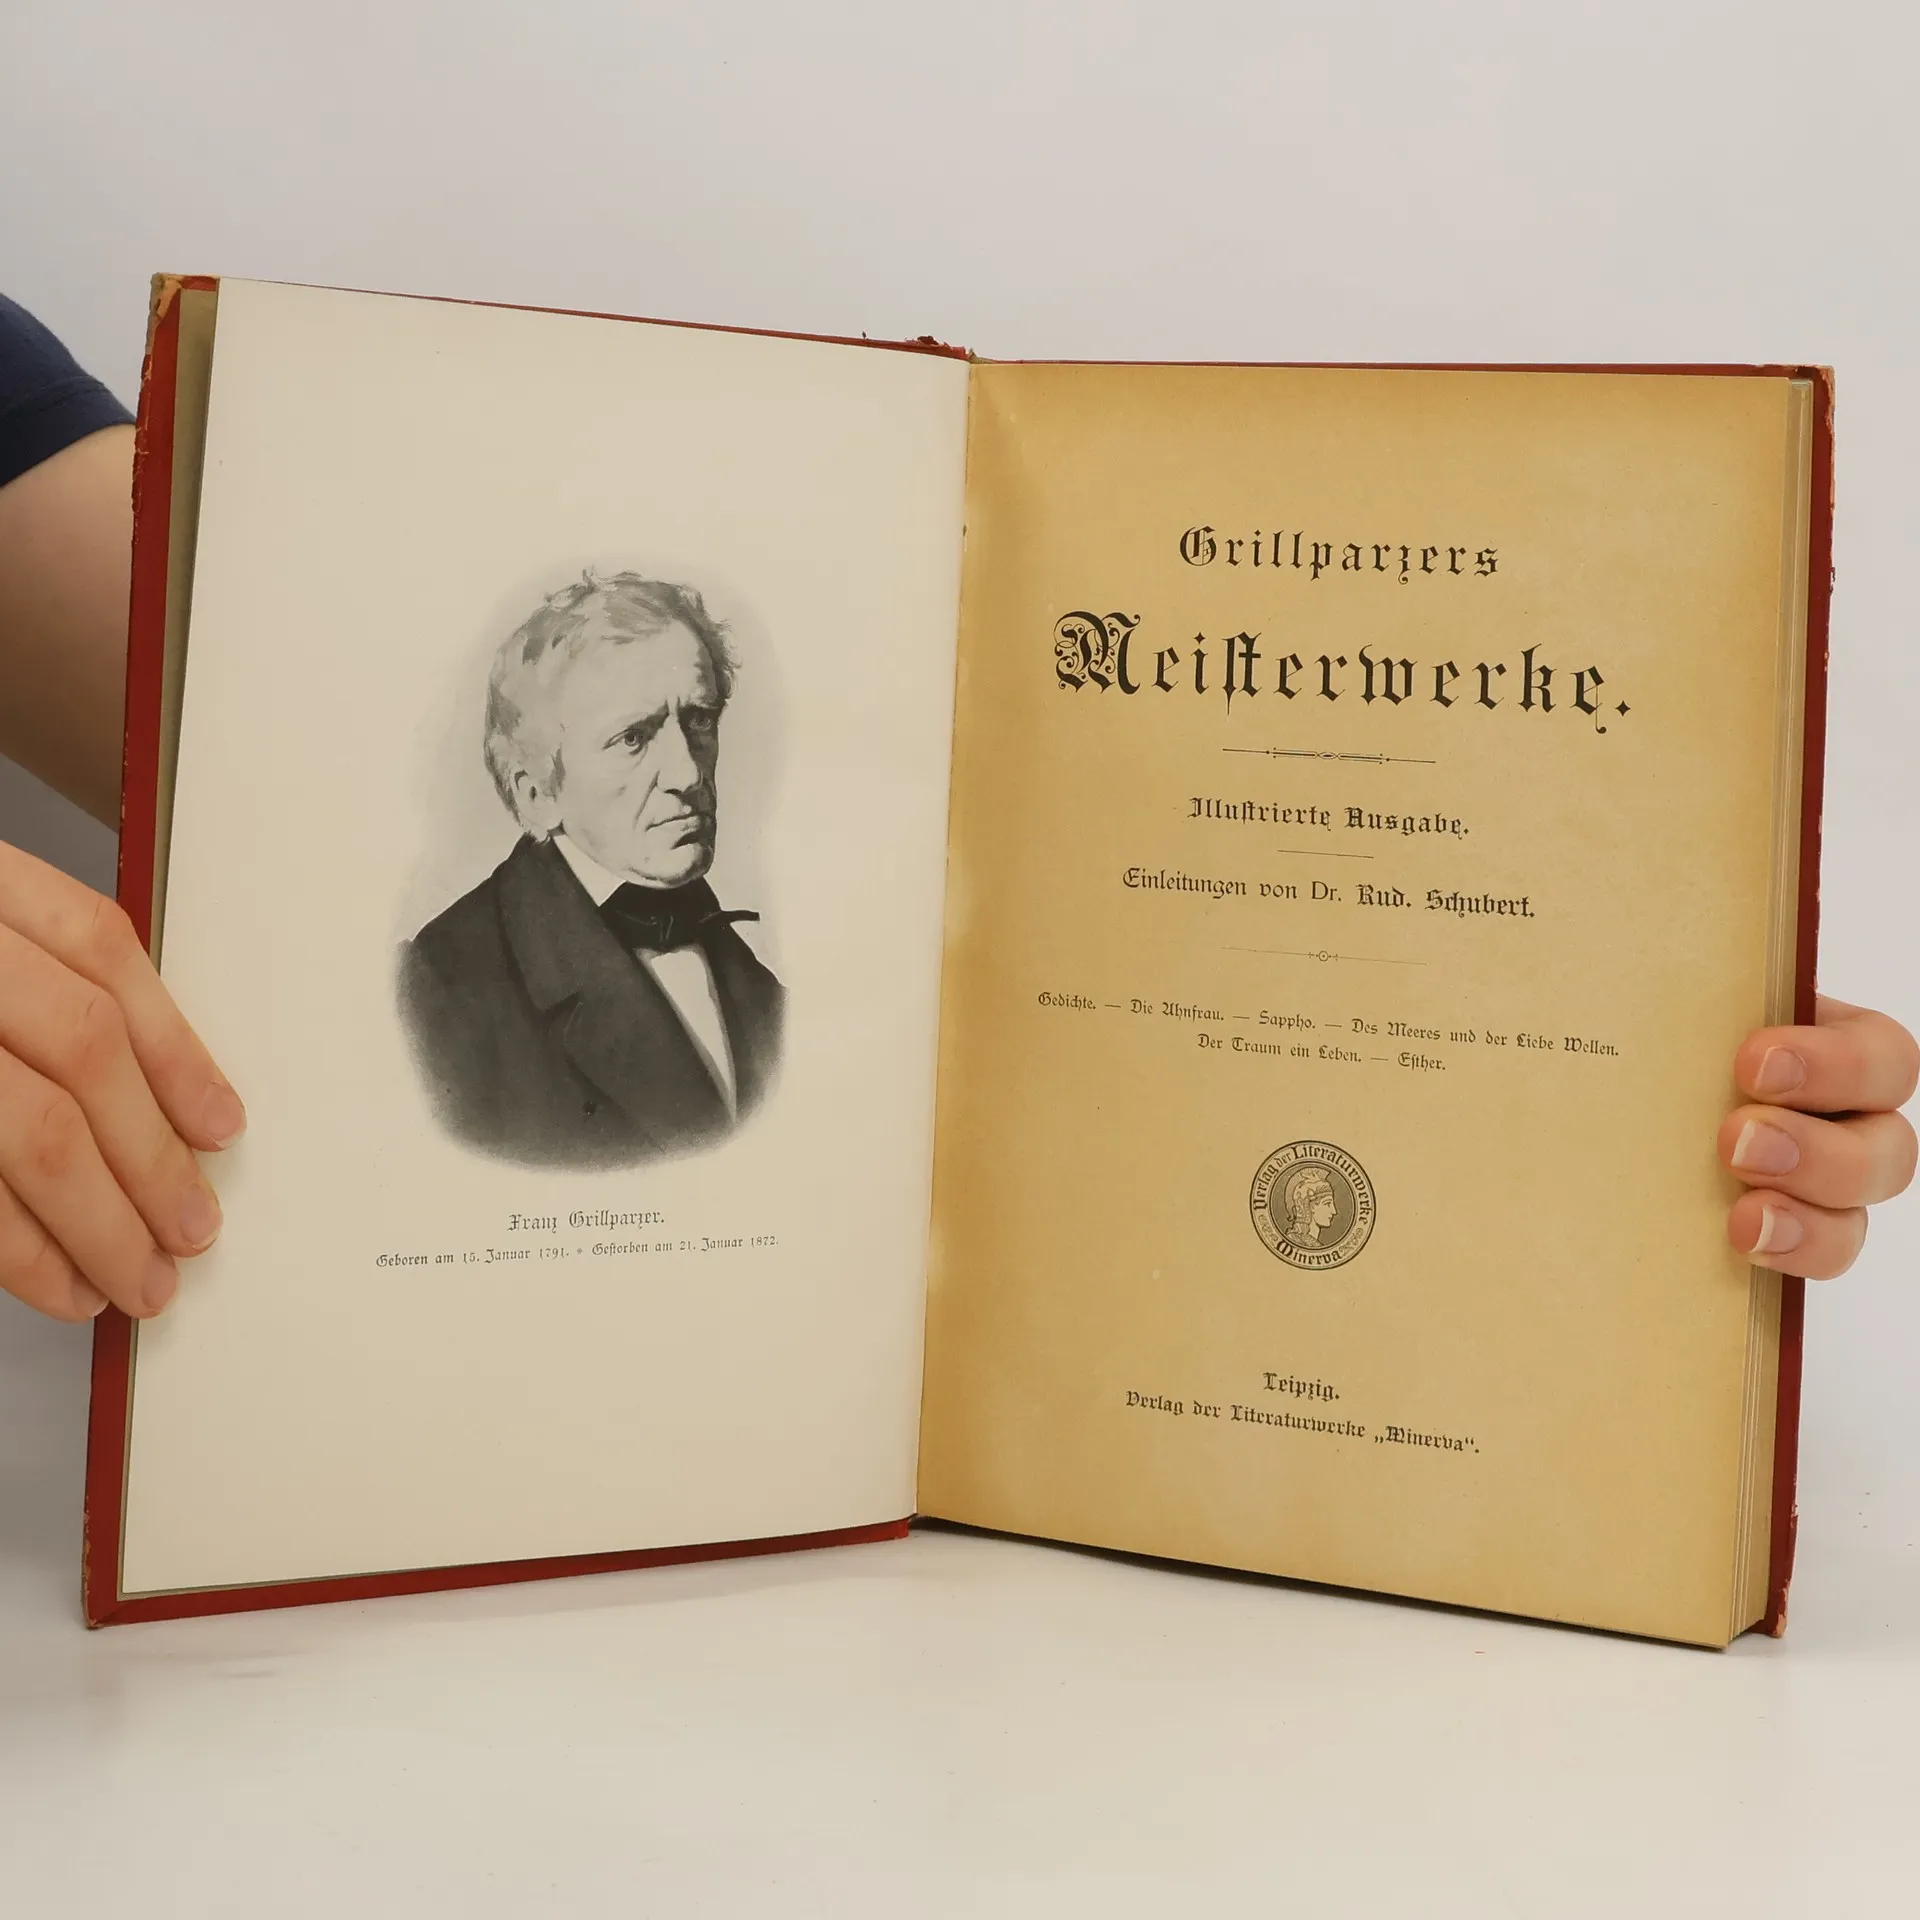 Franz Grillparzer.
Geboren am 15. Januar 1791. * Gestorben am 21. Januar 1872.
Grillparzers
Meiſterwerke.
Illuſtrierte Ausgabe.
Einleitungen von Dr. Rud. Schubert.
Gedichte. — Die Ahnfrau. — Sappho. — Des Meeres und der Liebe Wellen.
Der Traum ein Leben. — Eſther.
Verlag der Literaturwerke
Minerva
Leipzig.
Verlag der Literaturwerke „Minerva“.